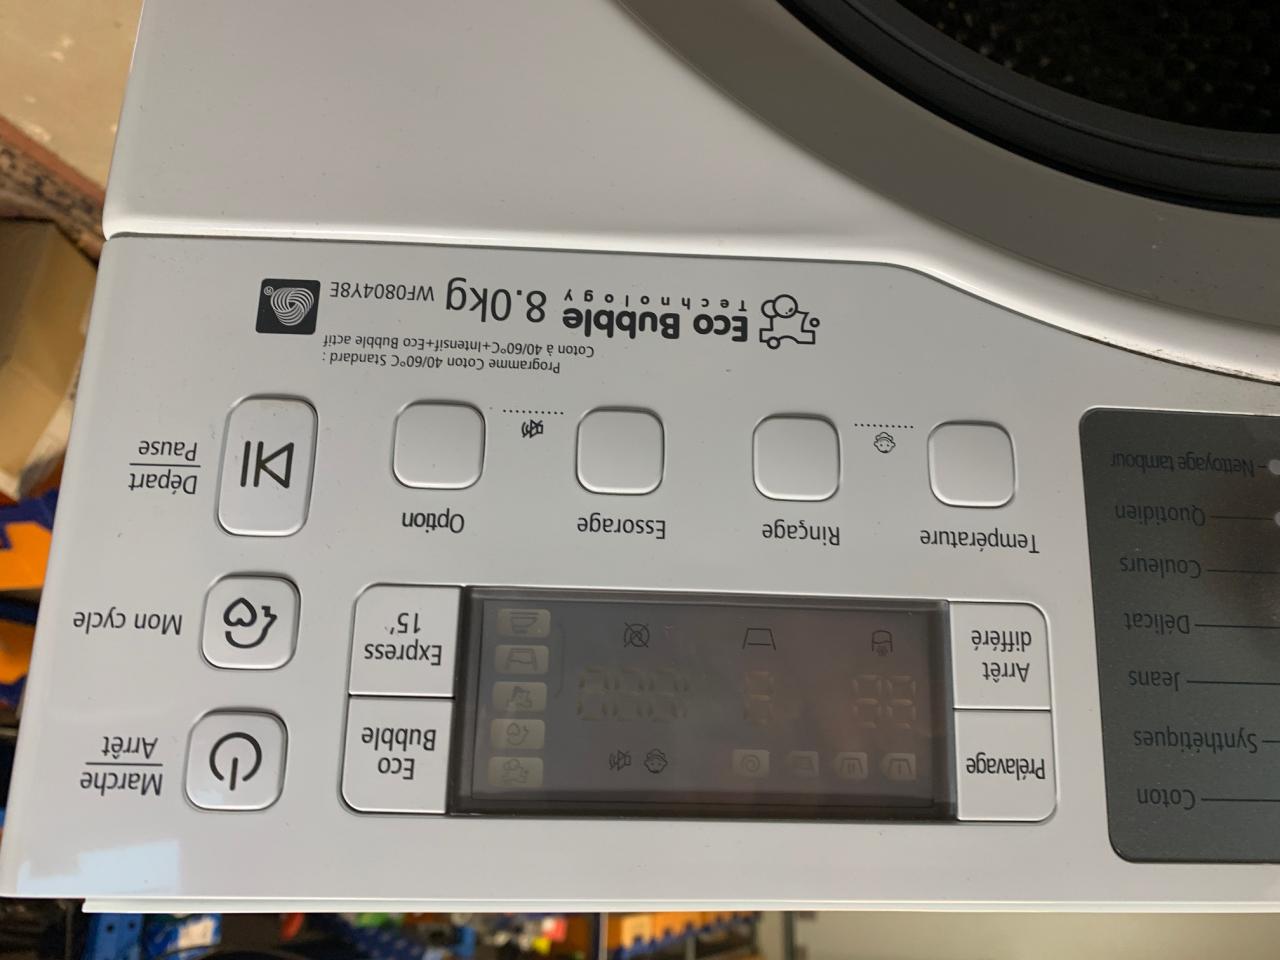 Coton
Synthétiques
Jeans
Délicat
Couleurs
Quotidien
Nettoyage tambour
Prélavage
Arrêt
différé
Eco
Bubble
Express
15'
Marche
Arrêt
Mon cycle
Température
Rinçage
Essorage
Option
Départ
Pause
Programme Coton 40/60°C Standard :
Coton à 40/60°C+Intensif+Eco Bubble actif
Eco Bubble 8.0kg WF0804Y8E
Technology